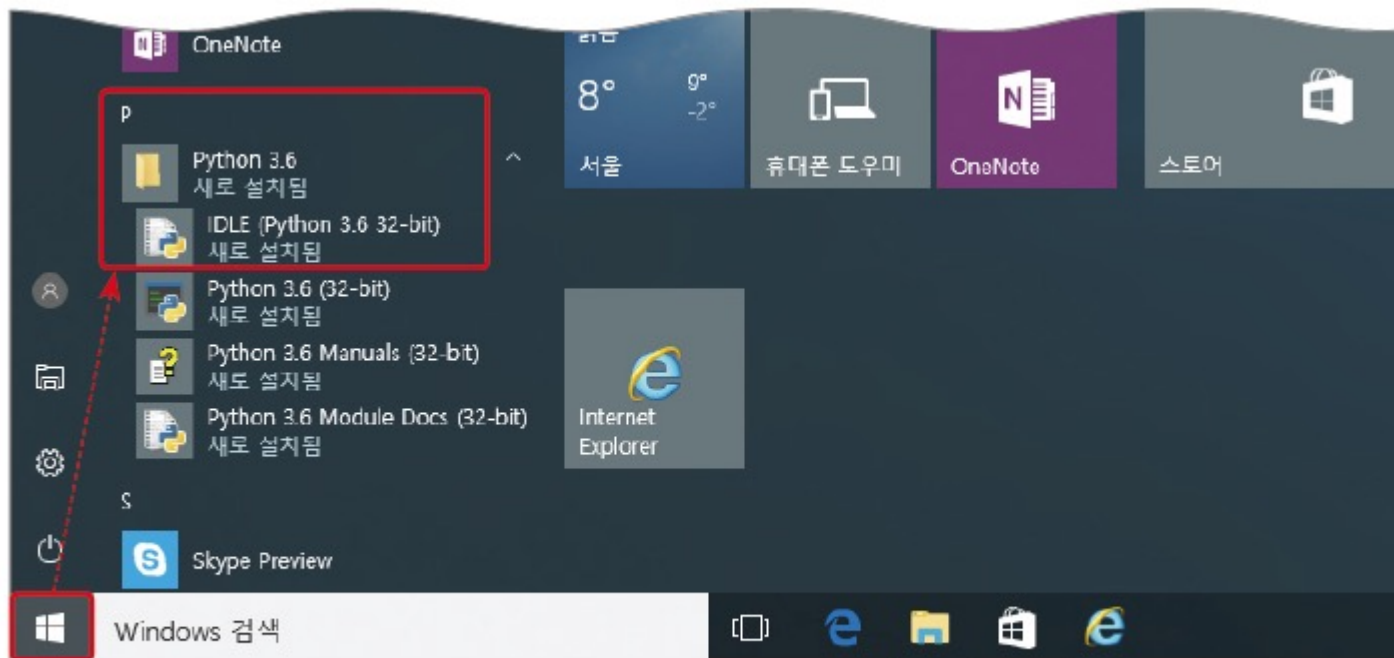 OneNote
P
Python 3.6
새로 설치됨
IDLE (Python 3.6 32-bit)
새로 설치됨
Python 3.6 (32-bit)
새로 설치됨
Python 3.6 Manuals (32-bit)
새로 설치됨
Python 3.6 Module Docs (32-bit)
새로 설치됨
S
Skype Preview
8°
9°
-2°
서울
휴대폰 도우미
OneNote
스토어
Internet
Explorer
Windows 검색